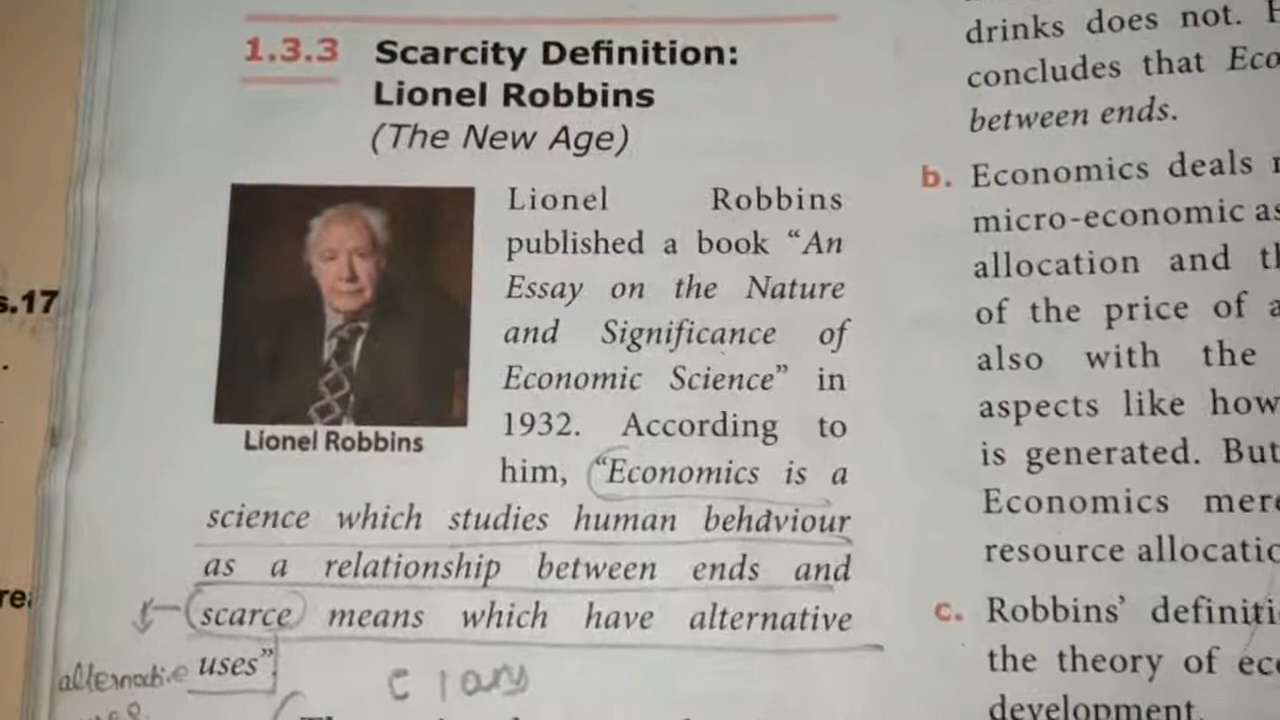 1.3.3 Scarcity Definition:
Lionel Robbins
(The New Age)
Lionel Robbins
Lionel Robbins
published a book “An
Essay on the Nature
and Significance of
Economic Science” in
1932. According to
him, “Economics is a
science which studies human behaviour
as a relationship between ends and
scarce means which have alternative
uses”.
alternative
drinks does not.
concludes that Eco
between ends.
b. Economics deals
micro-economic as
allocation and th
of the price of a
also with the
aspects like how
is generated. But
Economics mere
resource allocatio
c. Robbins’ definiti
the theory of eco
development.
s.17